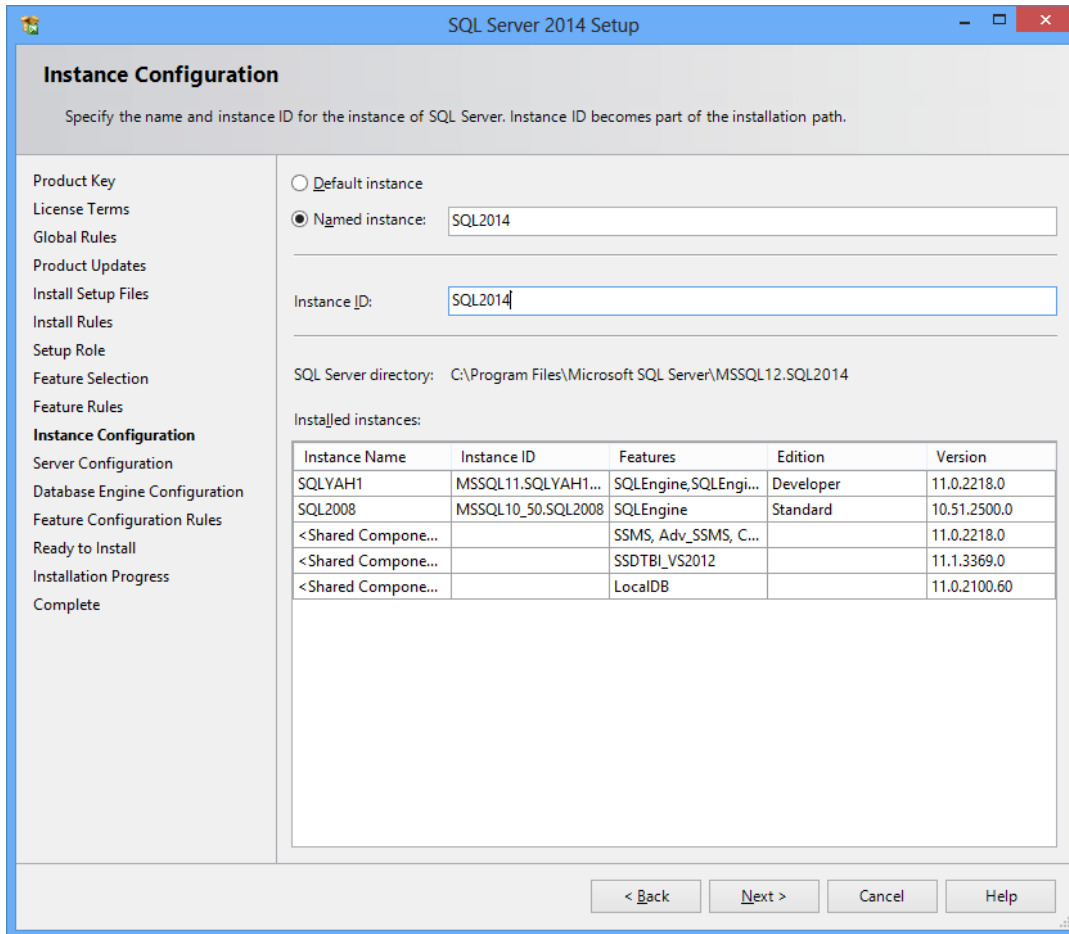 SQL Server 2014 Setup
Instance Configuration
Specify the name and instance ID for the instance of SQL Server. Instance ID becomes part of the installation path.
Product Key
License Terms
Global Rules
Product Updates
Install Setup Files
Install Rules
Setup Role
Feature Selection
Feature Rules
Instance Configuration
Server Configuration
Database Engine Configuration
Feature Configuration Rules
Ready to Install
Installation Progress
Complete
Default instance
Named instance: SQL2014
Instance ID: SQL2014
SQL Server directory: C:\Program Files\Microsoft SQL Server\MSSQL12.SQL2014
Installed instances:
Instance Name Instance ID Features Edition Version
SQLYAH1 MSSQL11.SQLYAH1... SQLEngine,SQLEngi... Developer 11.0.2218.0
SQL2008 MSSQL10_50.SQL2008 SQLEngine Standard 10.51.2500.0
<Shared Compone... SSMS, Adv_SSMS, C... 11.0.2218.0
<Shared Compone... SSDTBI_VS2012 11.1.3369.0
<Shared Compone... LocalDB 11.0.2100.60
< Back Next > Cancel Help